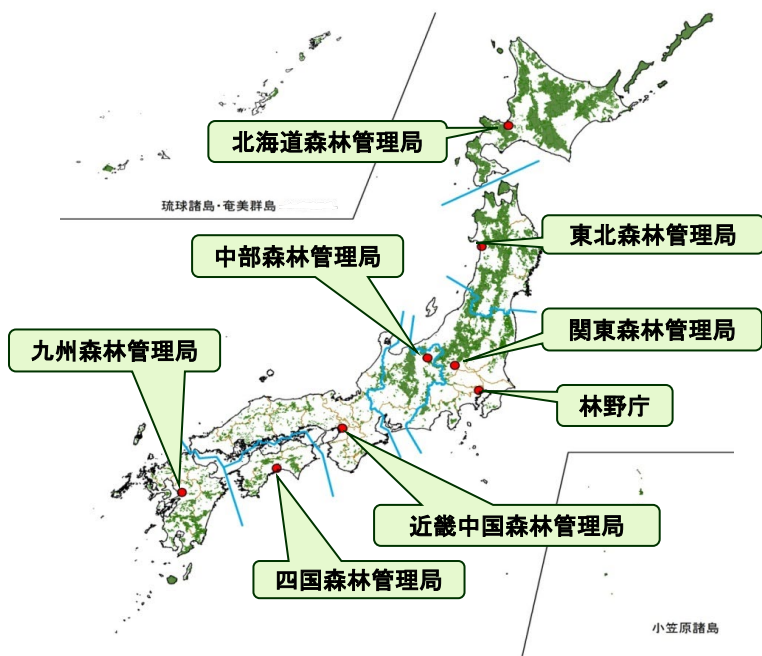 北海道森林管理局
琉球諸島・奄美群島
東北森林管理局
中部森林管理局
関東森林管理局
九州森林管理局
林野庁
近畿中国森林管理局
四国森林管理局
小笠原諸島